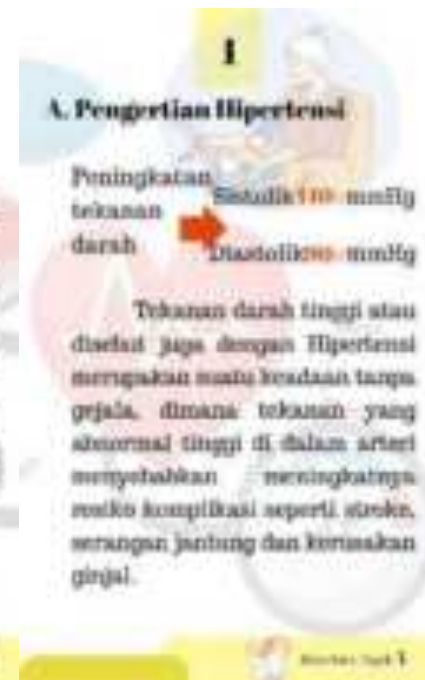 I
A. Pengertian Hipertensi
Peningkatan
tekanan
darah
Sistolik mmHg
Diastolik mmHg
Tekanan darah tinggi atau
disebut juga dengan Hipertensi
merupakan suatu keadaan tanpa
gejala, dimana tekanan yang
abnormal tinggi di dalam arteri
menyebabkan meningkatnya
resiko komplikasi seperti stroke,
serangan jantung dan kerusakan
ginjal.
1